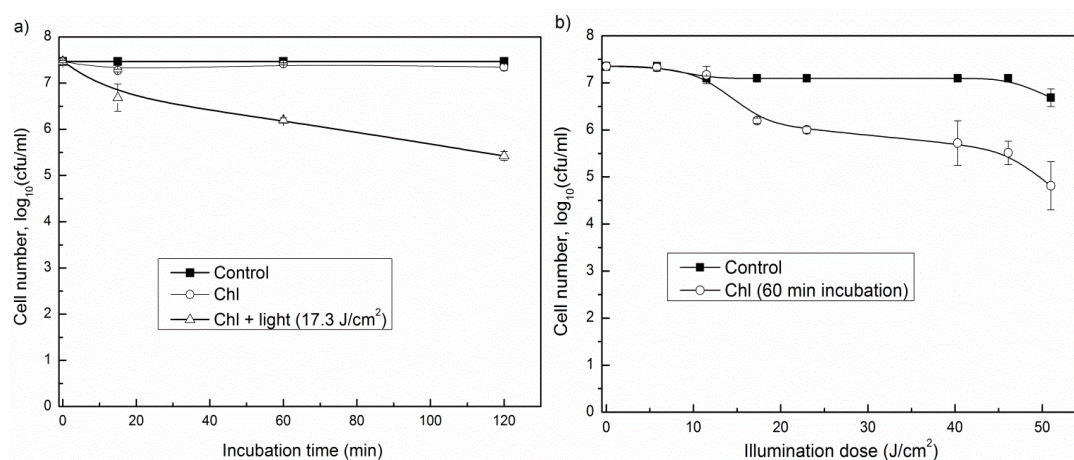 a)
Cell number, log10(cfu/ml)
8
7
6
5
4
3
2
1
0
Control
Chl
Chl + light (17.3 J/cm²)
0 20 40 60 80 100 120
Incubation time (min)
b)
Cell number, log10(cfu/ml)
8
7
6
5
4
3
2
1
0
Control
Chl (60 min incubation)
0 10 20 30 40 50
Illumination dose (J/cm²)